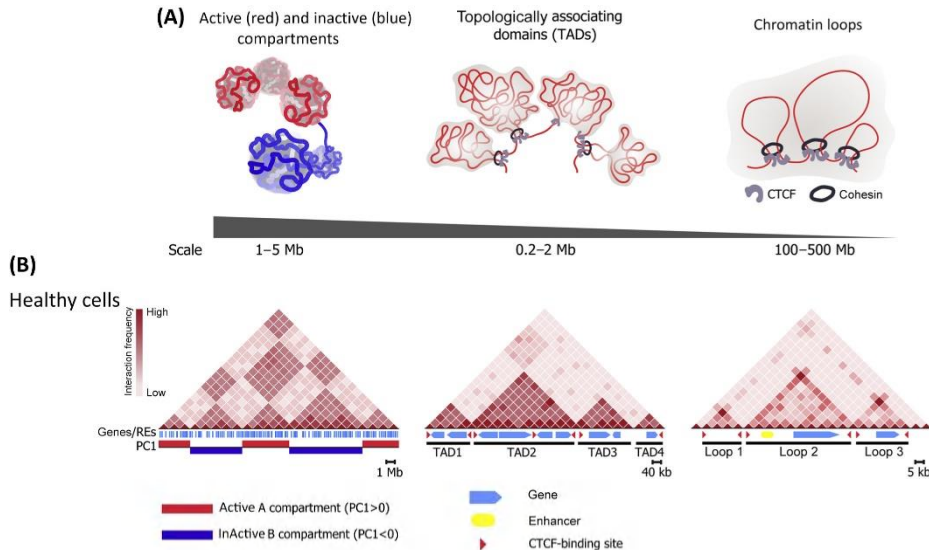 (A)
Active (red) and inactive (blue)
compartments
Topologically associating
domains (TADs)
Chromatin loops
CTCF
Cohesin
Scale
1–5 Mb
0.2–2 Mb
100–500 Mb
(B)
Healthy cells
Interaction frequency
High
Low
Genes/REs
PC1
1 Mb
TAD1
TAD2
TAD3
TAD4
40 kb
Loop 1
Loop 2
Loop 3
5 kb
Active A compartment (PC1>0)
InActive B compartment (PC1<0)
Gene
Enhancer
CTCF-binding site